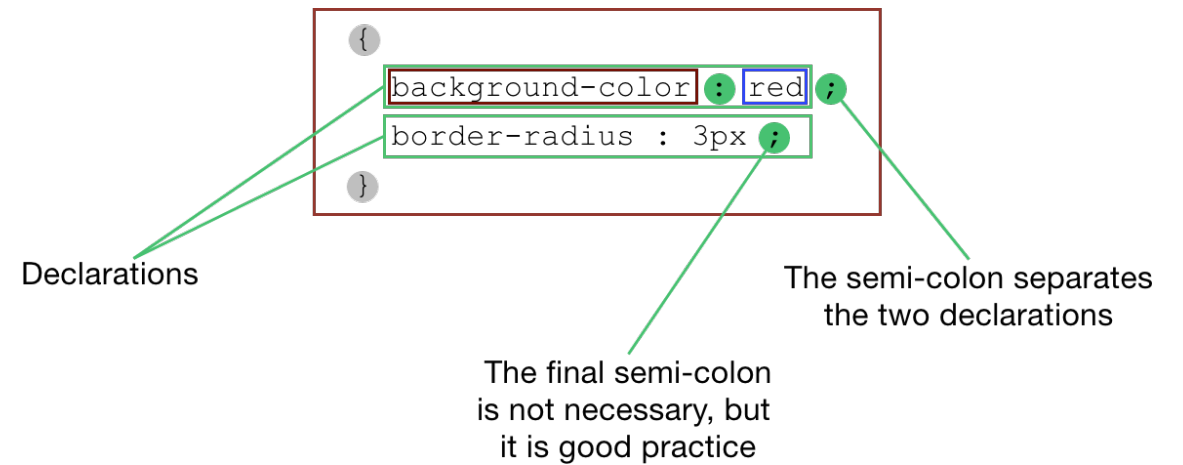 {
background-color : red ;
border-radius : 3px ;
}
Declarations
The semi-colon separates
the two declarations
The final semi-colon
is not necessary, but
it is good practice